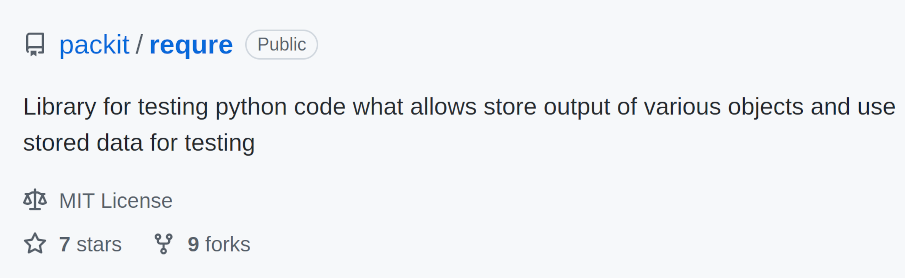 packit / requre Public
Library for testing python code what allows store output of various objects and use
stored data for testing
MIT License
7 stars 9 forks